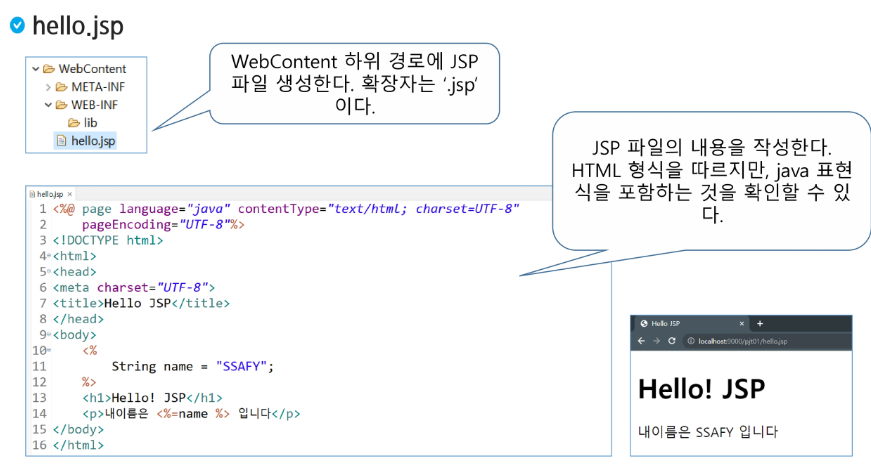 hello.jsp
WebContent
META-INF
WEB-INF
lib
hello.jsp
WebContent 하위 경로에 JSP
파일 생성한다. 확장자는 '.jsp'
이다.
JSP 파일의 내용을 작성한다.
HTML 형식을 따르지만, java 표현
식을 포함하는 것을 확인할 수 있
다.
hello.jsp ×
1 <%@ page language="java" contentType="text/html; charset=UTF-8"
2     pageEncoding="UTF-8"%>
3 <!DOCTYPE html>
4 <html>
5 <head>
6 <meta charset="UTF-8">
7 <title>Hello JSP</title>
8 </head>
9 <body>
10     <%
11         String name = "SSAFY";
12     %>
13     <h1>Hello! JSP</h1>
14     <p>내이름은 <%=name %> 입니다</p>
15 </body>
16 </html>
Hello JSP × +
localhost:9000/pjt01/hello.jsp
Hello! JSP
내이름은 SSAFY 입니다